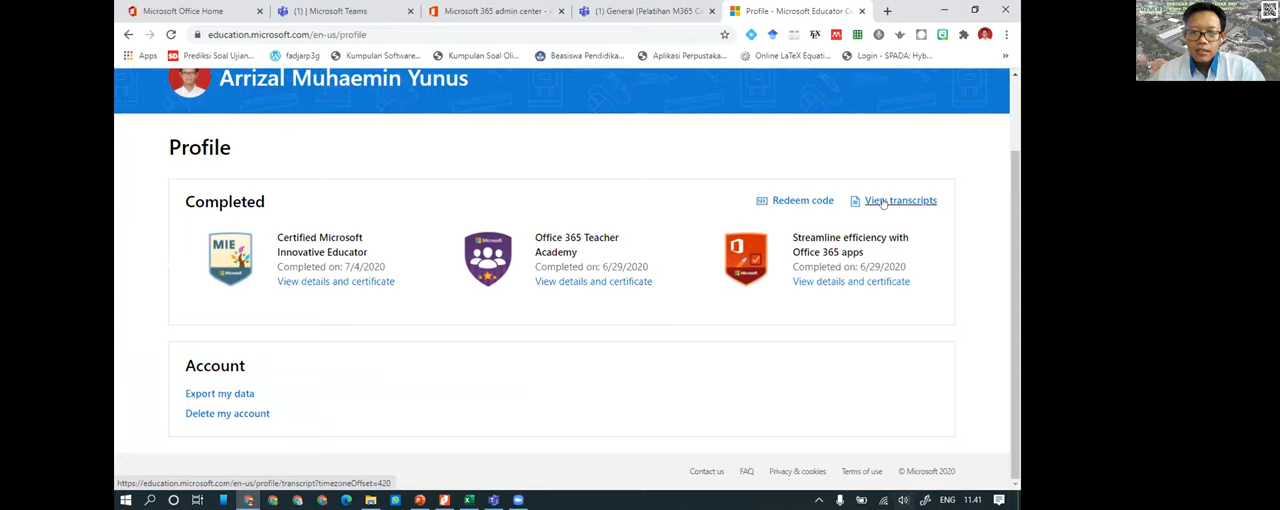 Microsoft Office Home
(1) | Microsoft Teams
Microsoft 365 admin center - A
(1) General (Pelatihan M365 C
Profile - Microsoft Educator C
education.microsoft.com/en-us/profile
Apps
Prediksi Soal Ujian...
fadjarp3g
Kumpulan Software...
Kumpulan Soal Oli...
Beasiswa Pendidika...
Aplikasi Perpustaka...
Online LaTeX Equati...
Login - SPADA: Hyb...
Arrizal Muhaemin Yunus
Profile
Completed
Redeem code
View transcripts
MIE
Microsoft
Certified Microsoft
Innovative Educator
Completed on: 7/4/2020
View details and certificate
Microsoft
Office 365 Teacher
Academy
Completed on: 6/29/2020
View details and certificate
Microsoft
Streamline efficiency with
Office 365 apps
Completed on: 6/29/2020
View details and certificate
Account
Export my data
Delete my account
Contact us
FAQ
Privacy & cookies
Terms of use
© Microsoft 2020
https://education.microsoft.com/en-us/profile/transcript?timezoneOffset=420
ENG
11.41